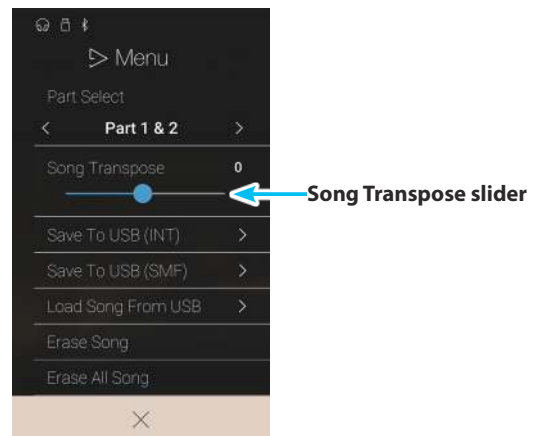 Menu
Part Select
< Part 1 & 2 >
Song Transpose 0
Song Transpose slider
Save To USB (INT) >
Save To USB (SMF) >
Load Song From USB >
Erase Song
Erase All Song